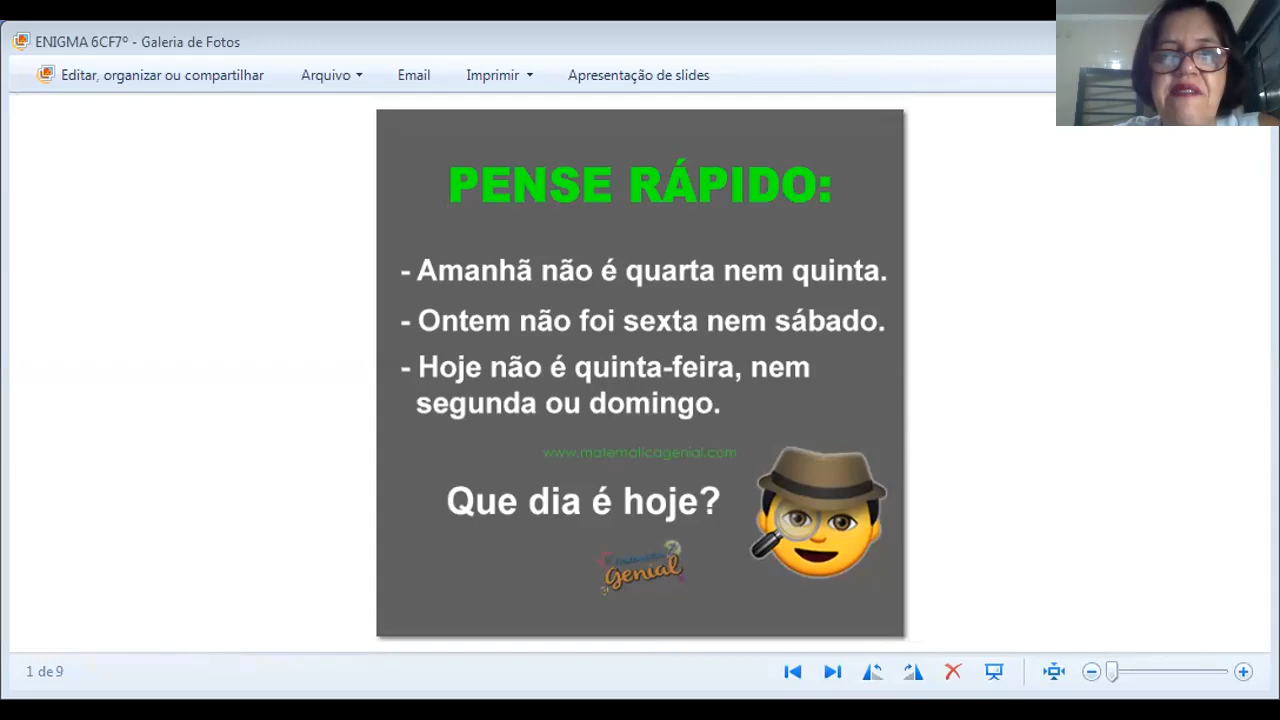 ENIGMA 6CF7º - Galeria de Fotos
Editar, organizar ou compartilhar Arquivo Email Imprimir Apresentação de slides
PENSE RÁPIDO:
- Amanhã não é quarta nem quinta.
- Ontem não foi sexta nem sábado.
- Hoje não é quinta-feira, nem
segunda ou domingo.
www.matematicagenial.com
Que dia é hoje?
Genial
1 de 9